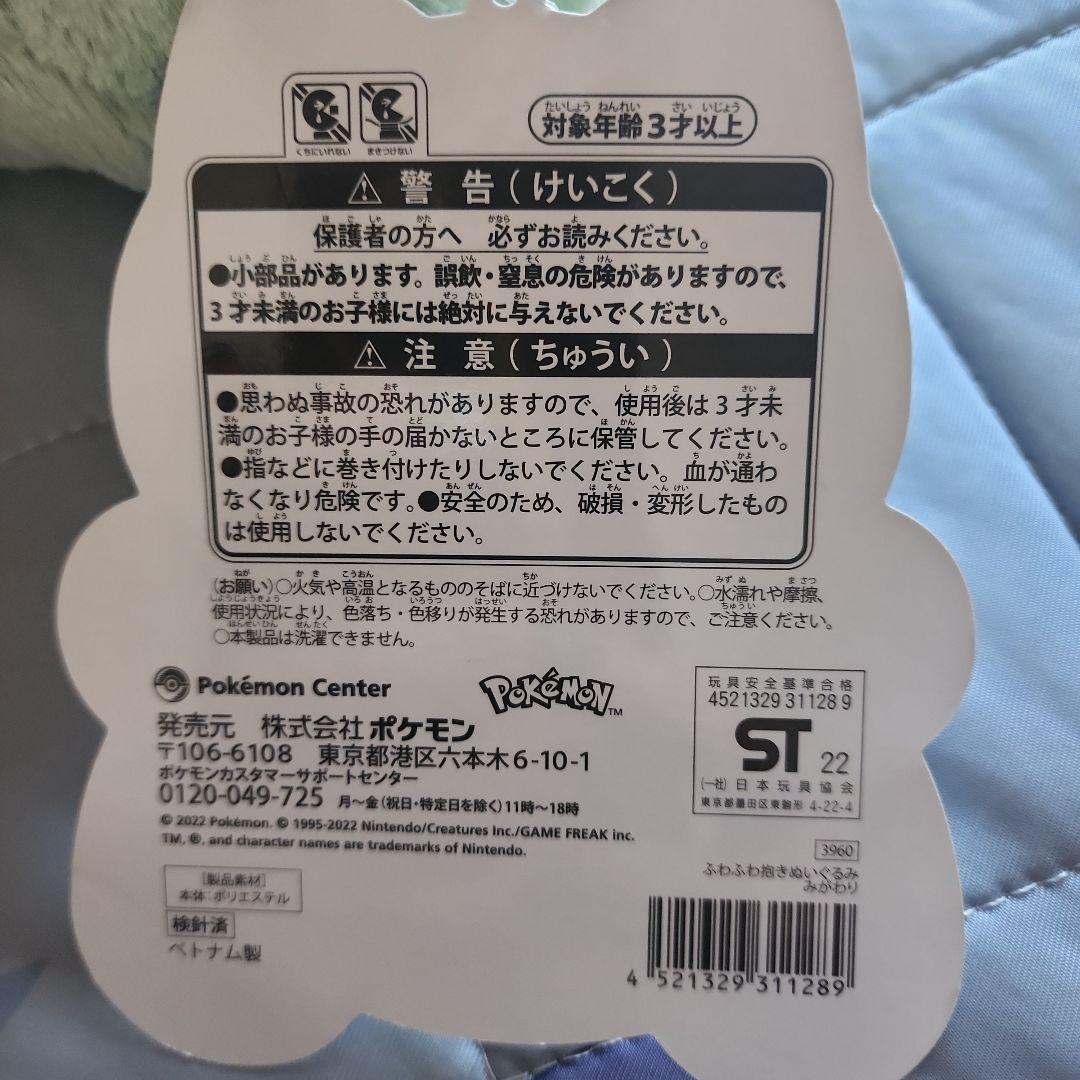 くちにいれない まきつけない
対象年齢3才以上
⚠警 告(けいこく)
保護者の方へ 必ずお読みください。
●小部品があります。誤飲・窒息の危険がありますので、
3才未満のお子様には絶対に与えないでください。
⚠注 意(ちゅうい)
●思わぬ事故の恐れがありますので、使用後は3才未
満のお子様の手の届かないところに保管してください。
●指などに巻き付けたりしないでください。血が通わ
なくなり危険です。●安全のため、破損・変形したもの
は使用しないでください。
(お願い)○火気や高温となるもののそばに近づけないでください。○水濡れや摩擦、
使用状況により、色落ち・色移りが発生する恐れがありますので、ご注意ください。
○本製品は洗濯できません。
Pokémon Center
POKÉMON™
発売元 株式会社ポケモン
〒106-6108 東京都港区六本木6-10-1
ポケモンカスタマーサポートセンター
0120-049-725 月~金(祝日・特定日を除く)11時~18時
© 2022 Pokémon. © 1995-2022 Nintendo/Creatures Inc./GAME FREAK inc.
TM, ®, and character names are trademarks of Nintendo.
玩具安全基準合格
4521329 31128 9
ST 22
(一社)日本玩具協会
東京都墨田区東駒形 4-22-4
[製品素材]
本体:ポリエステル
検針済
ベトナム製
3960
ふわふわ抱きぬいぐるみ
みがわり
4 521329 311289